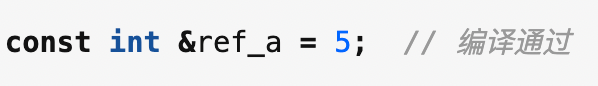 const int &ref_a = 5;  // 编译通过